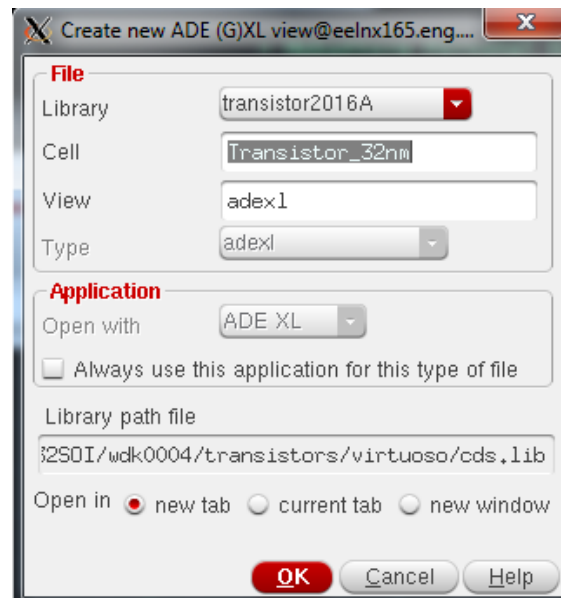 Create new ADE (G)XL view@eelnx165.eng....
File
Library transistor2016A
Cell Transistor_32nm
View adexl
Type adexl
Application
Open with ADE XL
Always use this application for this type of file
Library path file
S2SOI/wdk0004/transistors/virtuoso/cds.lib
Open in new tab current tab new window
OK Cancel Help